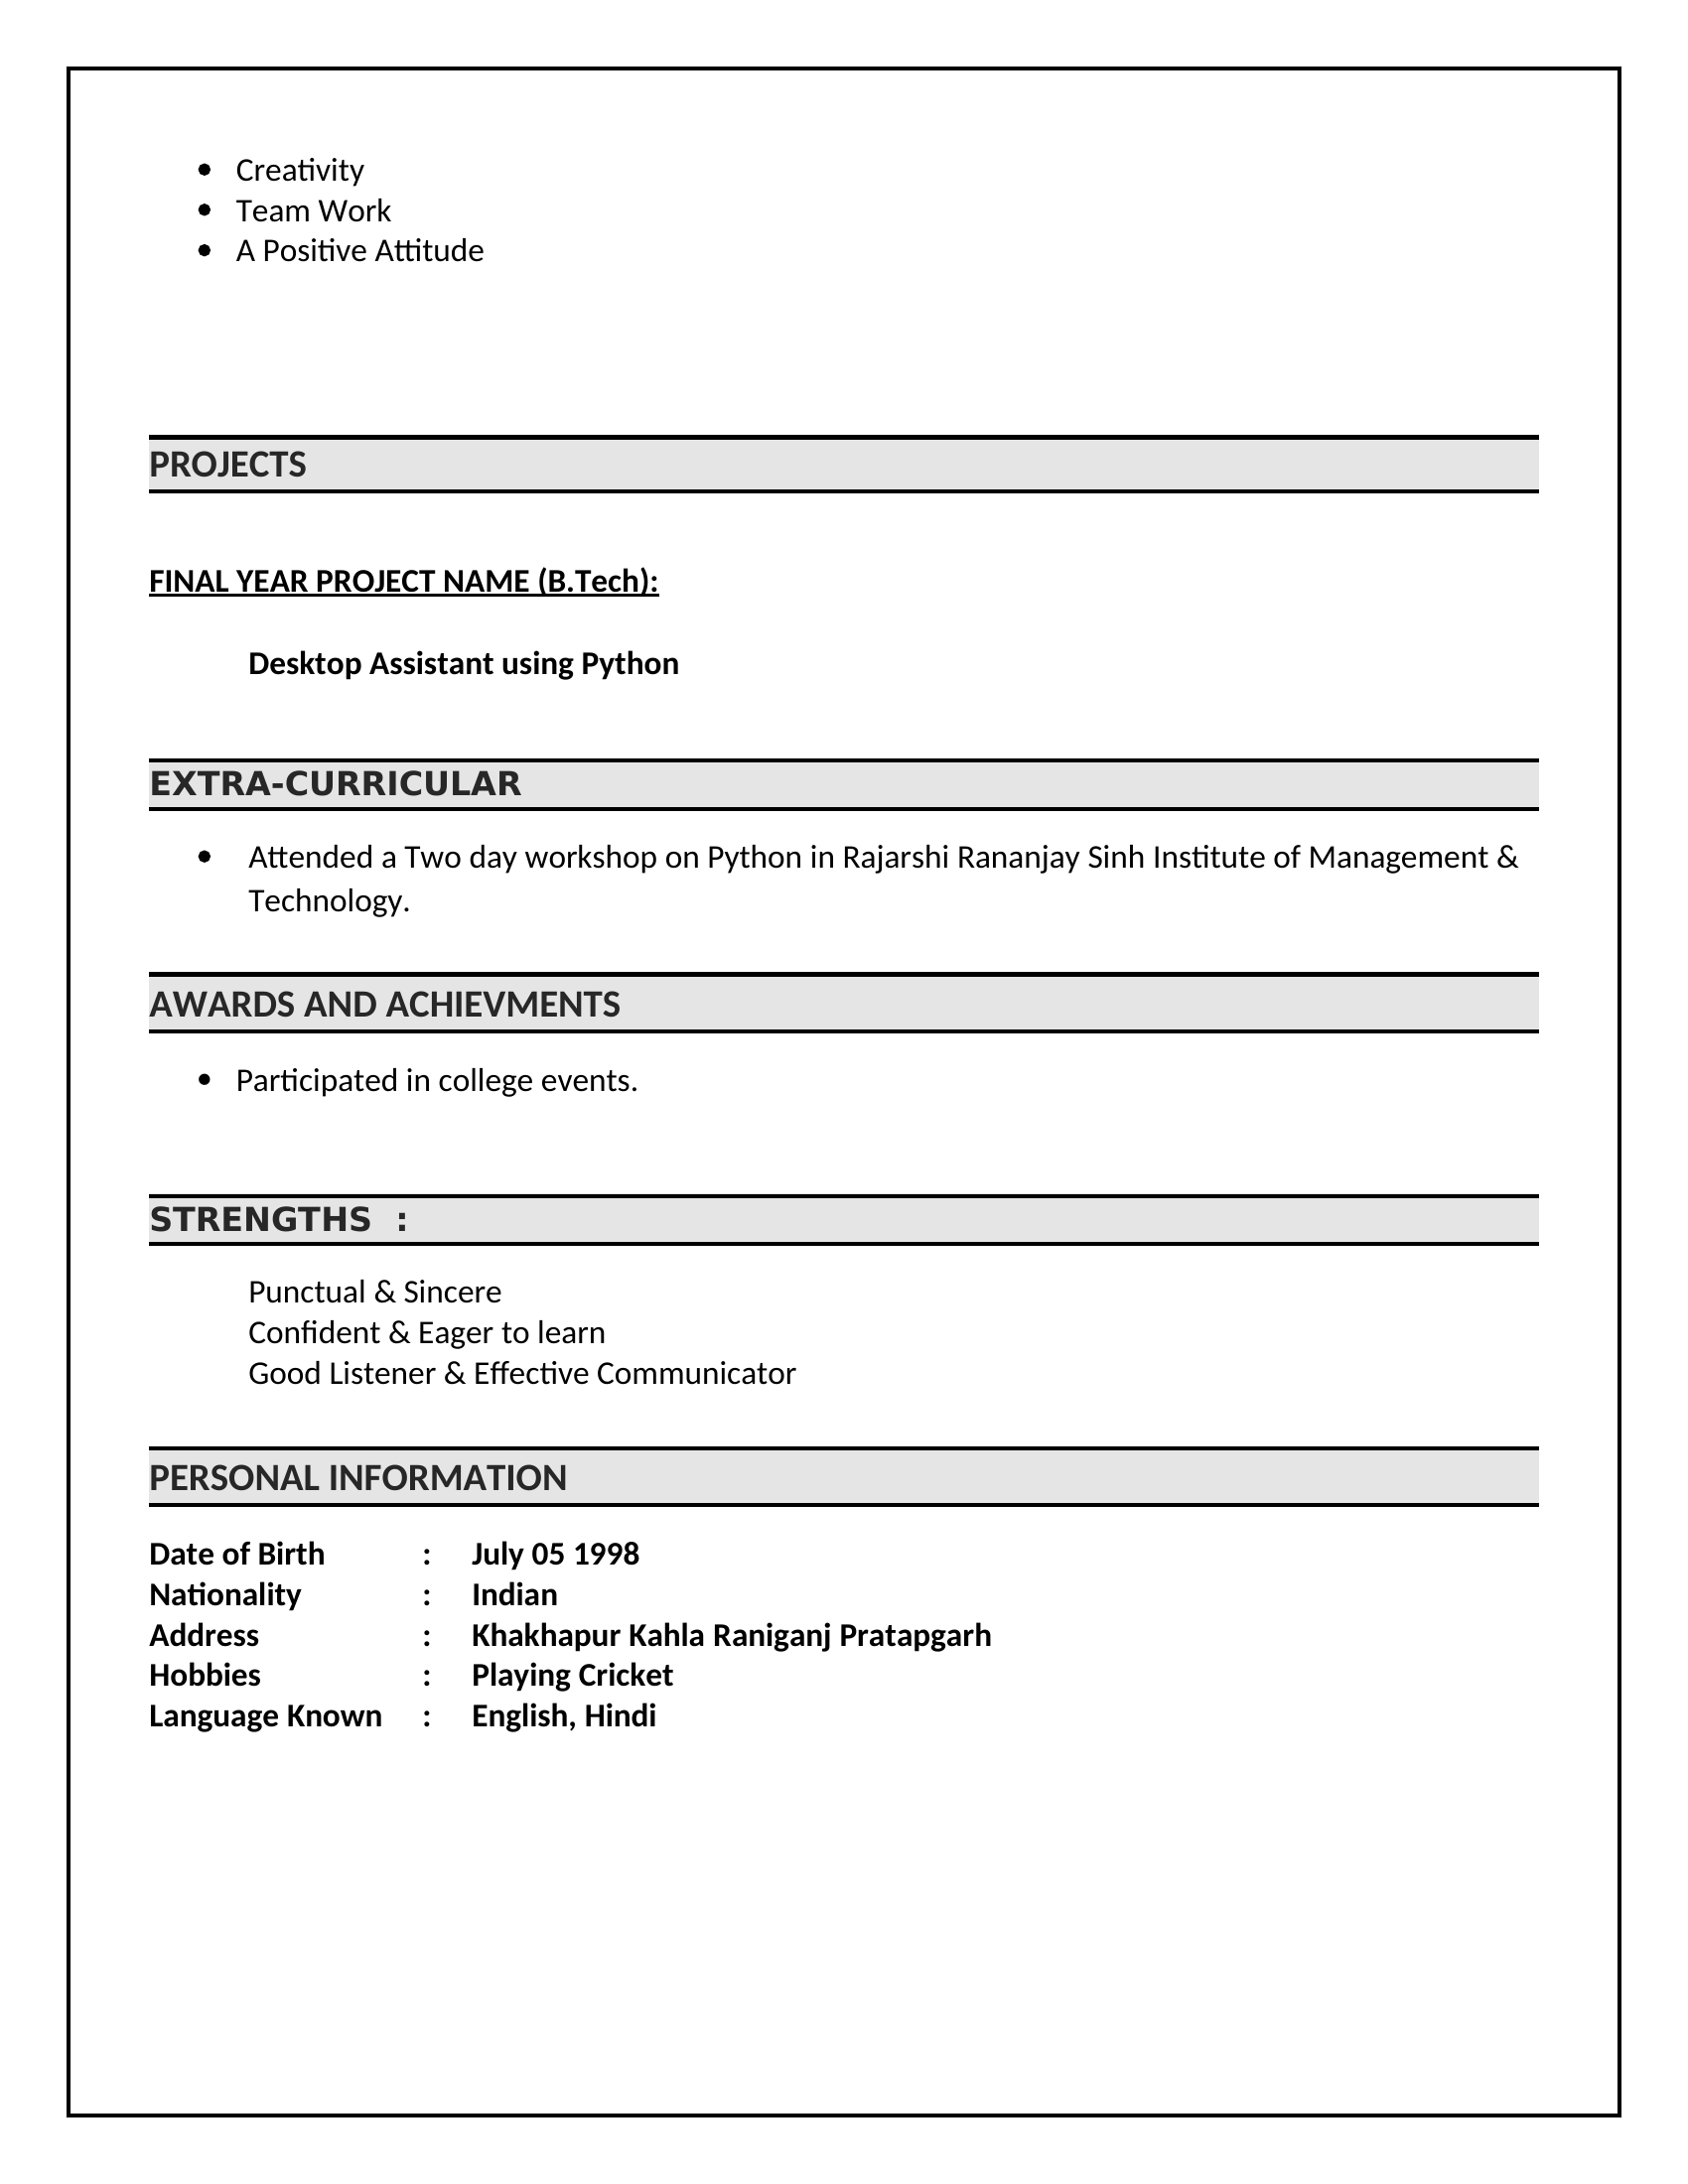 • Creativity
• Team Work
• A Positive Attitude
PROJECTS
FINAL YEAR PROJECT NAME (B.Tech):
Desktop Assistant using Python
EXTRA-CURRICULAR
• Attended a Two day workshop on Python in Rajarshi Rananjay Sinh Institute of Management &
Technology.
AWARDS AND ACHIEVMENTS
• Participated in college events.
STRENGTHS :
Punctual & Sincere
Confident & Eager to learn
Good Listener & Effective Communicator
PERSONAL INFORMATION
Date of Birth : July 05 1998
Nationality : Indian
Address : Khakhapur Kahla Raniganj Pratapgarh
Hobbies : Playing Cricket
Language Known : English, Hindi